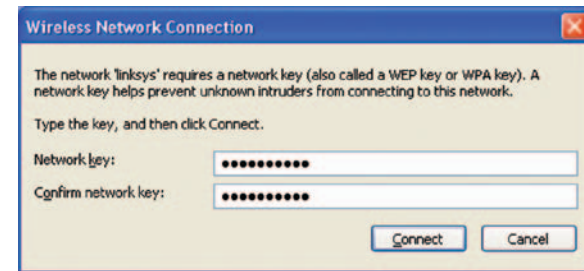 Wireless Network Connection
The network 'linksys' requires a network key (also called a WEP key or WPA key). A
network key helps prevent unknown intruders from connecting to this network.
Type the key, and then click Connect.
Network key: ••••••••••
Confirm network key: ••••••••••
Connect Cancel